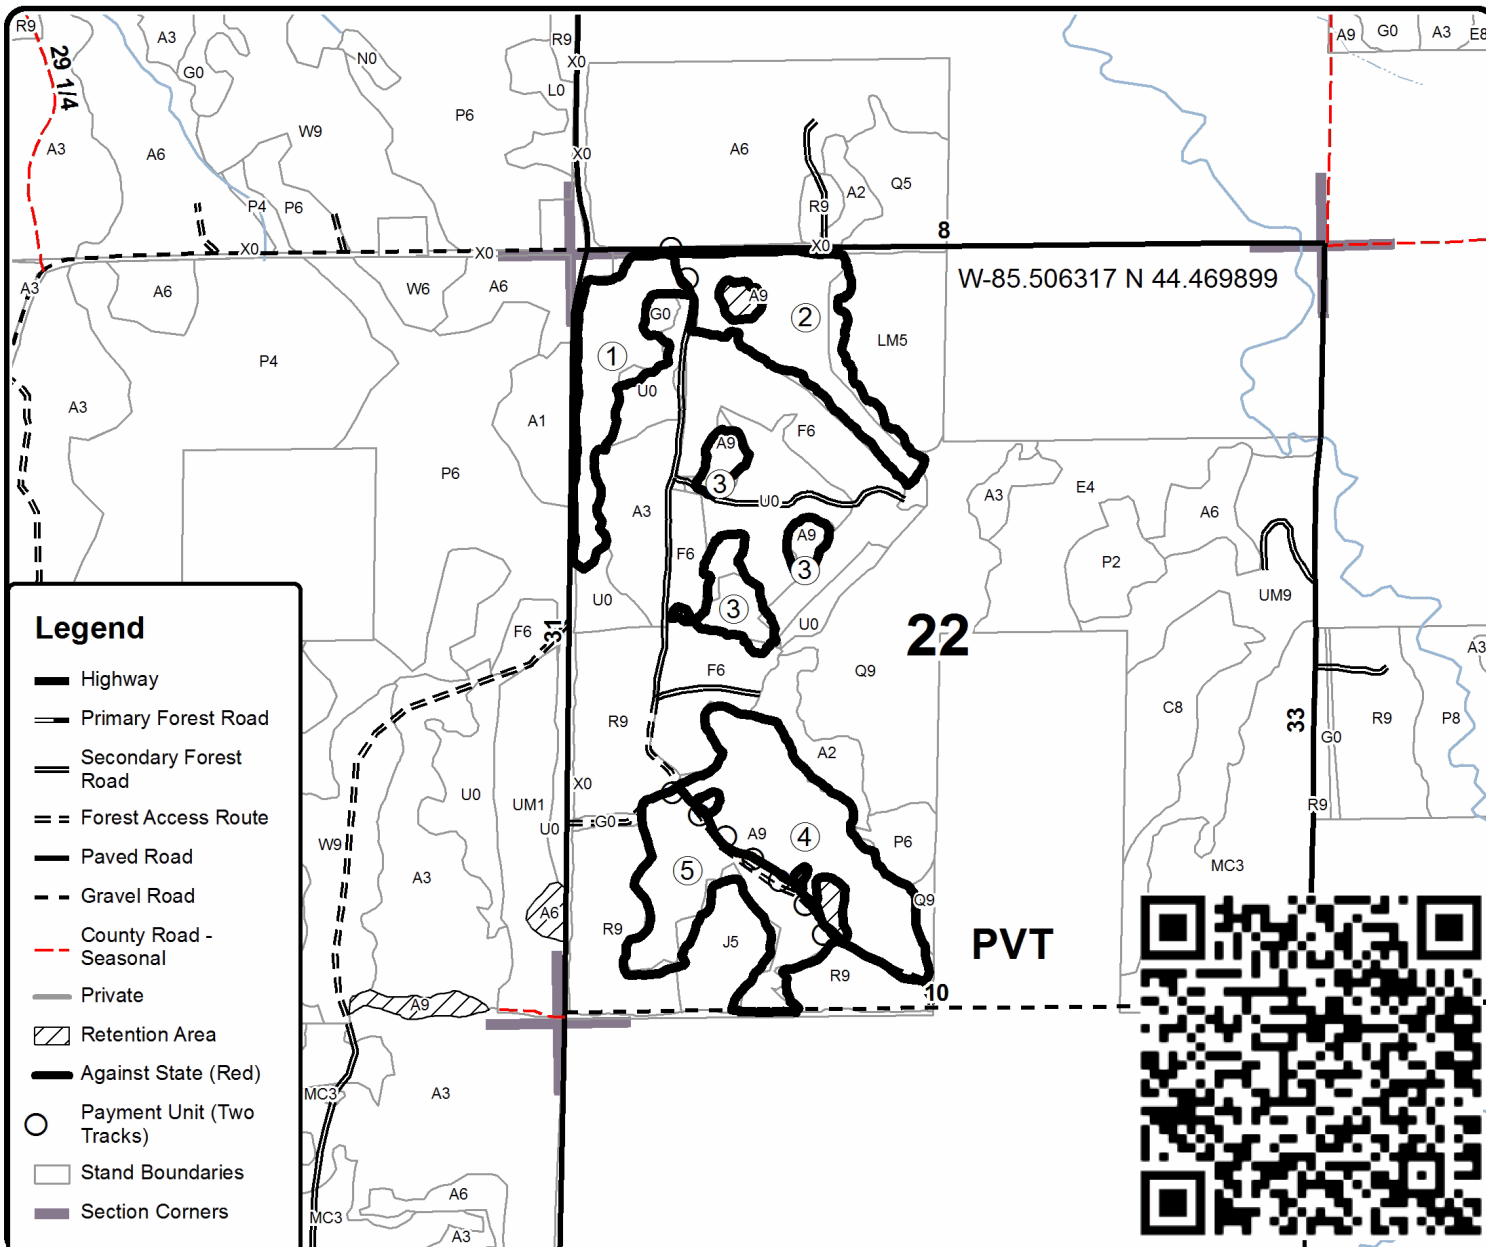 R9
A3
N0
G0
29 1/4
R9
X0
L0
P6
W9
A3
A6
X0
P4
P6
X0
X0
A6
A2
Q5
R9
X0
8
A9
G0
A3
E8
W-85.506317 N 44.469899
A3
A6
W6
A6
P4
A3
A1
P6
G0
A9
2
1
LM5
U0
F6
A9
3
U0
A3
F6
A9
3
3
U0
U0
F6
31
F6
22
Q9
A3
E4
A6
P2
UM9
A3
C8
33
G0
R9
P8
R9
A2
X0
U0
UM1
U0
G0
W9
A9
4
5
P6
MC3
R9
A3
A6
Q9
R9
J5
R9
PVT
10
A9
MC3
A3
A6
MC3
A3
Legend
Highway
Primary Forest Road
Secondary Forest
Road
Forest Access Route
Paved Road
Gravel Road
County Road -
Seasonal
Private
Retention Area
Against State (Red)
Payment Unit (Two
Tracks)
Stand Boundaries
Section Corners